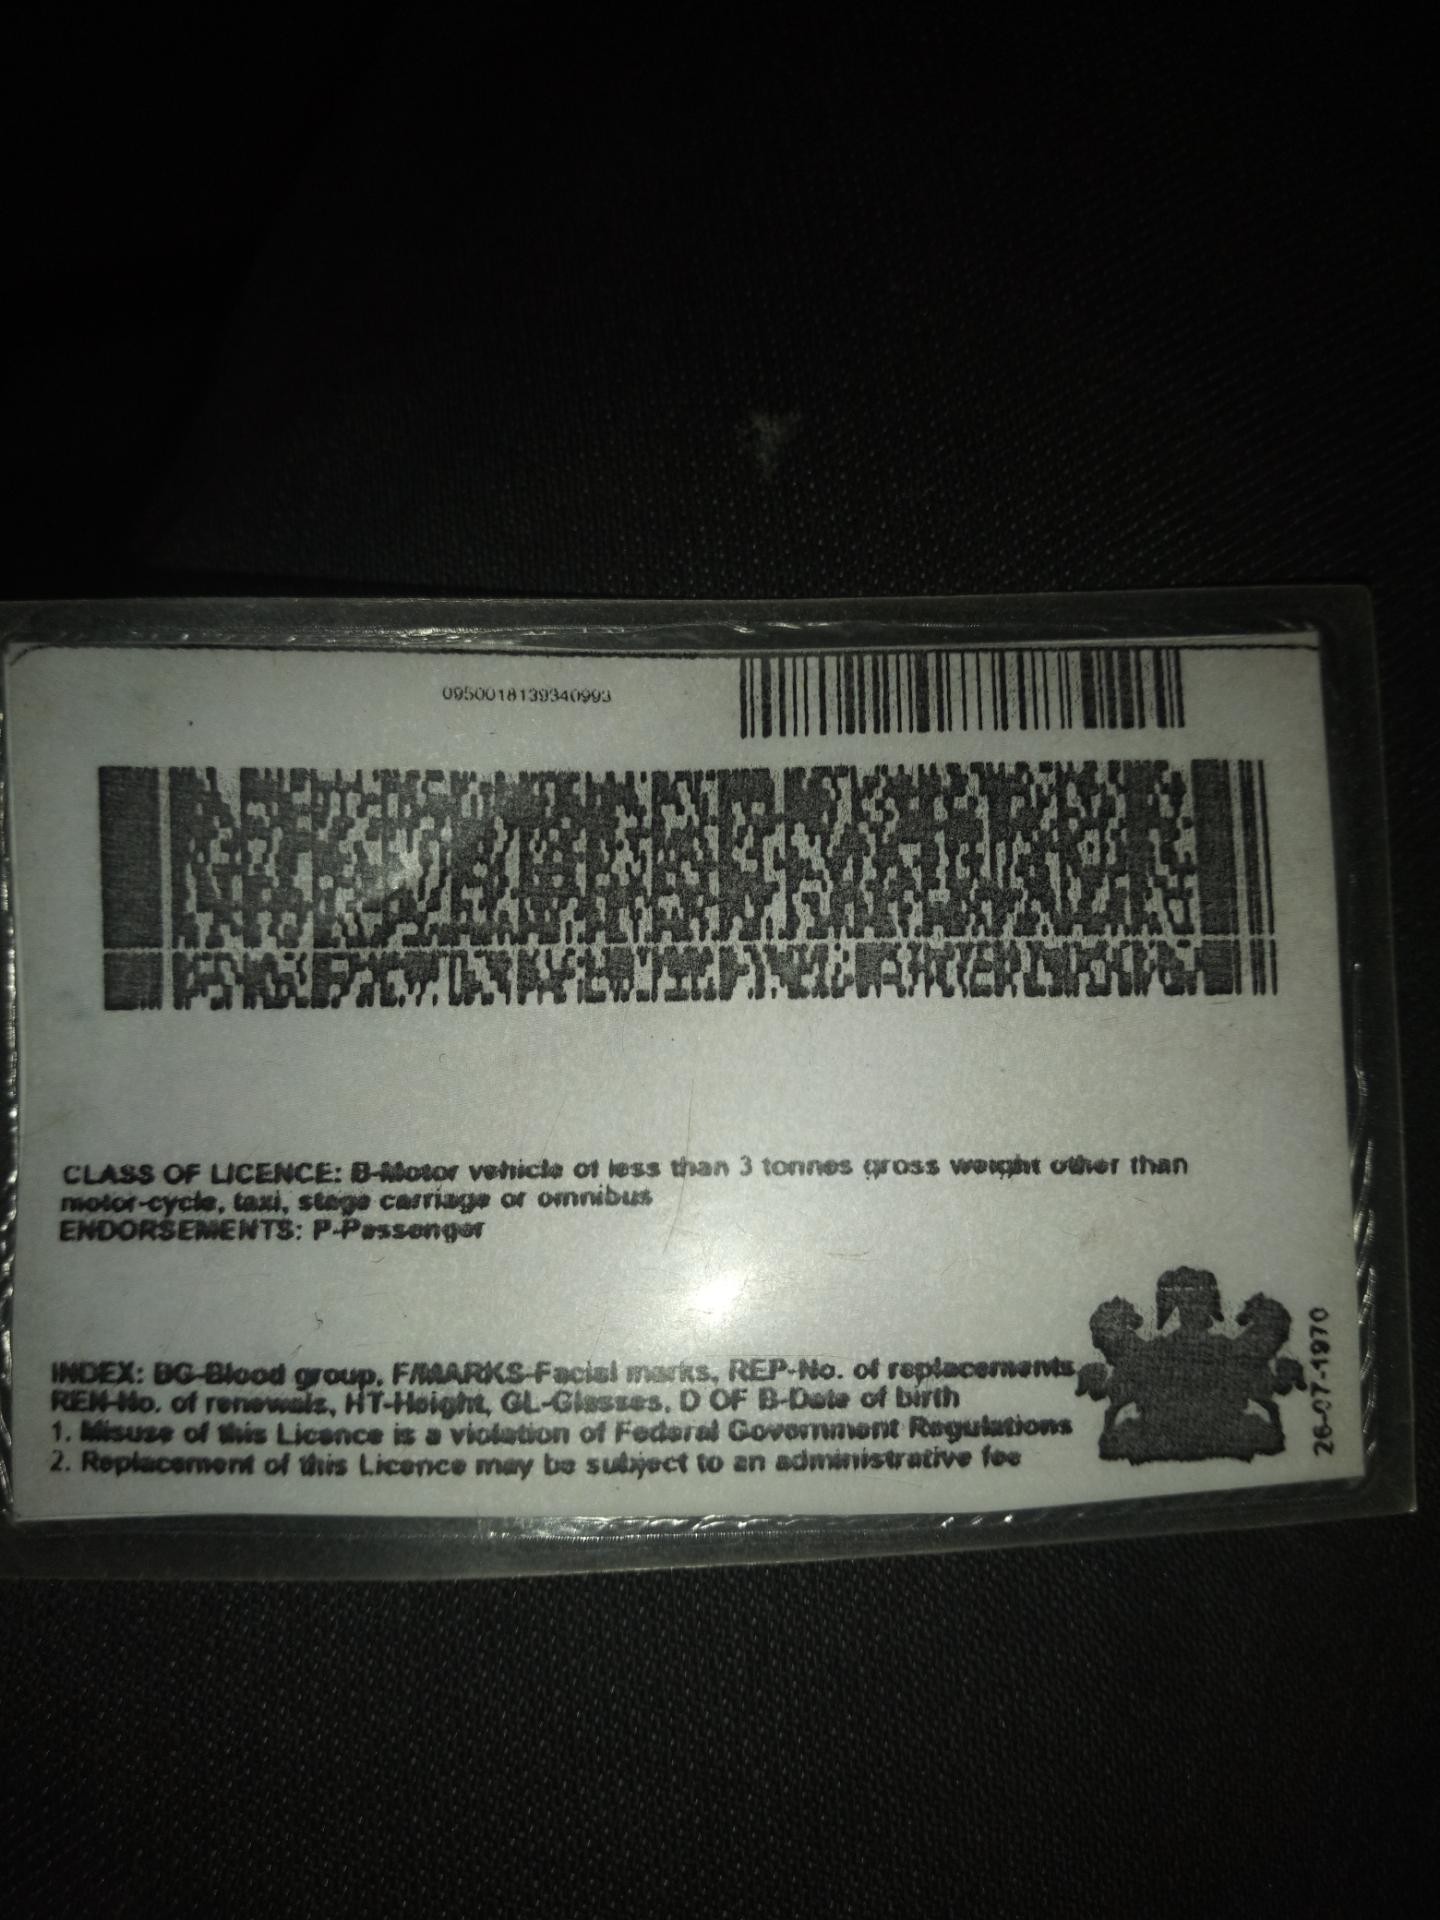 0950018139340993
CLASS OF LICENCE: B-Motor vehicle of less than 3 tonnes gross weight other than
motor-cycle, taxi, stage carriage or omnibus
ENDORSEMENTS: P-Passenger
INDEX: BG-Blood group, F/MARKS-Facial marks, REP-No. of replacements,
REN-No. of renewals, HT-Height, GL-Glasses, D OF B-Date of birth
1. Misuse of this Licence is a violation of Federal Government Regulations
2. Replacement of this Licence may be subject to an administrative fee
26-07-1970